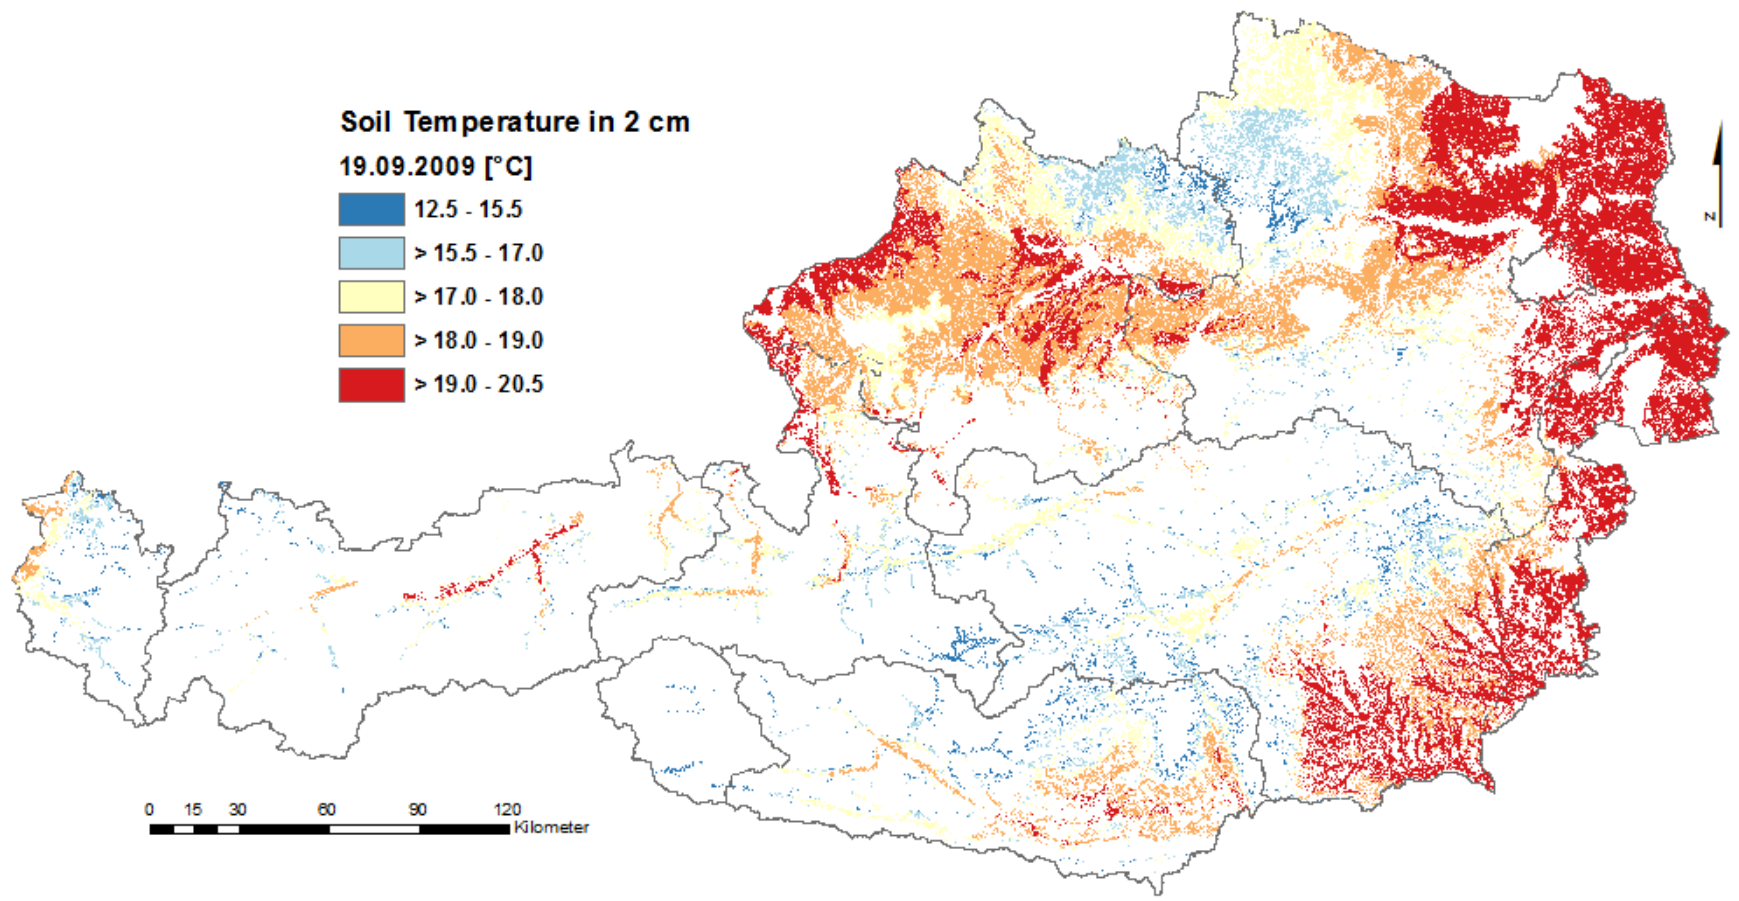 Soil Temperature in 2 cm
19.09.2009 [°C]
12.5 - 15.5
> 15.5 - 17.0
> 17.0 - 18.0
> 18.0 - 19.0
> 19.0 - 20.5
N
0 15 30 60 90 120
Kilometer